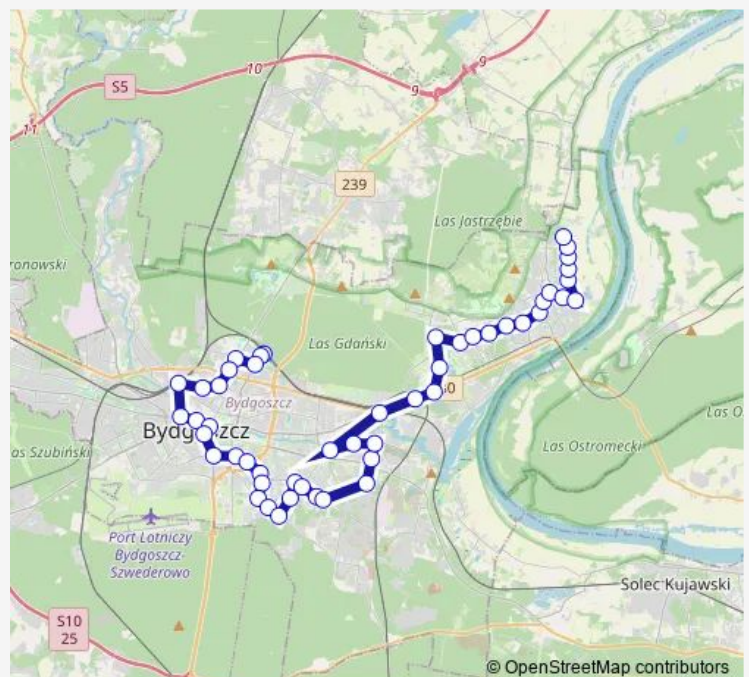 10
9
9
S5
11
239
Las Jastrzębie
ronowski
Las Gdański
Bydgoszcz
Bydgoszcz
as Szubiński
Las O
Las Ostromecki
Port Lotniczy
Bydgoszcz-
Szwederowo
Solec Kujawski
S10
25
© OpenStreetMap contributors